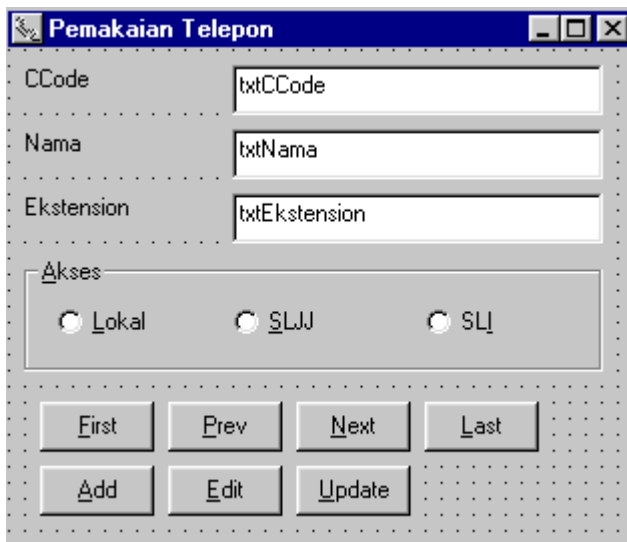 Pemakaian Telepon
CCode txtCCode
Nama txtNama
Ekstension txtEkstension
Akses
Lokal SLJJ SLI
First Prev Next Last
Add Edit Update